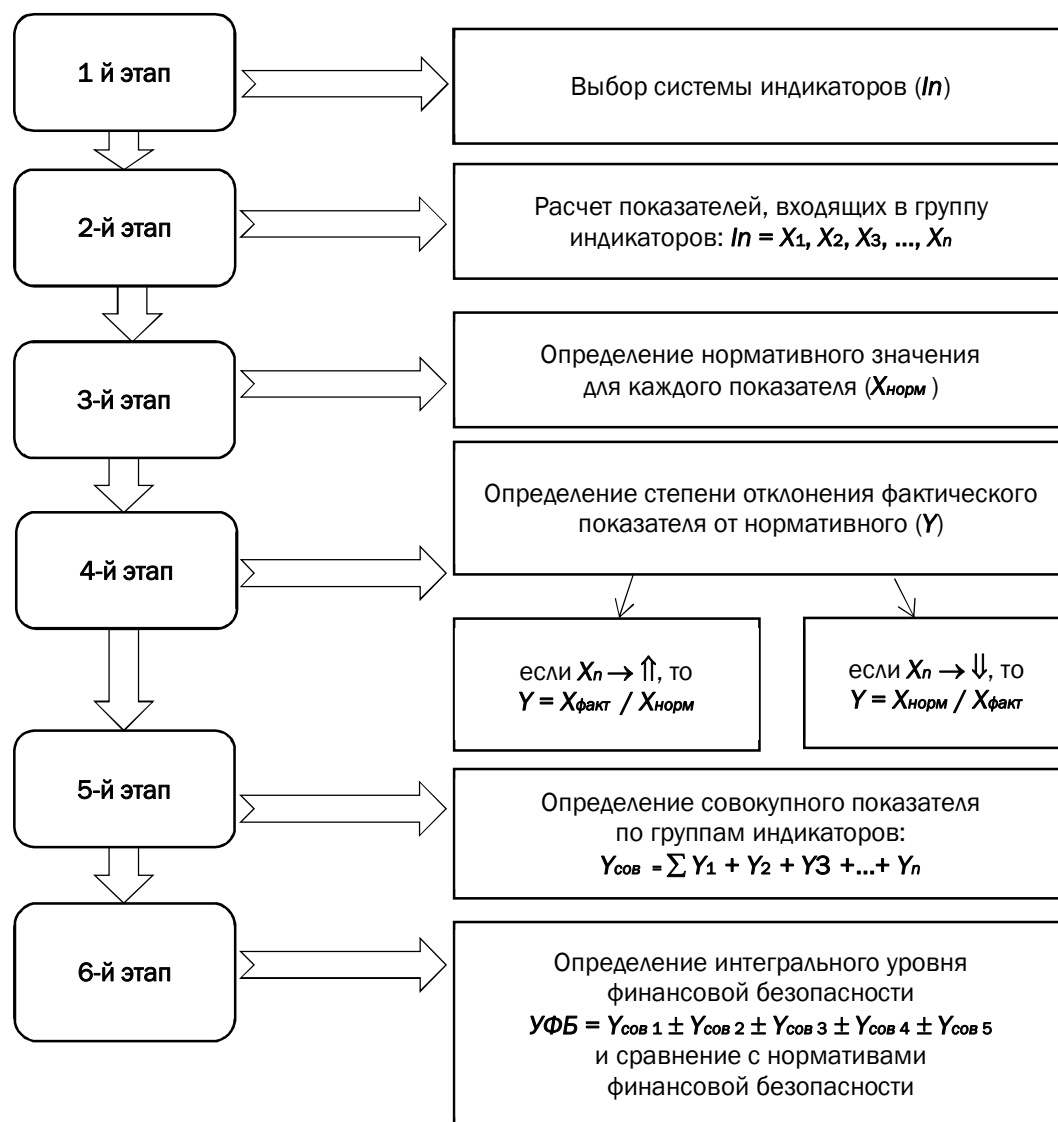 1 й этап
Выбор системы индикаторов (In)
2-й этап
Расчет показателей, входящих в группу
индикаторов: In = X1, X2, X3, ..., Xn
3-й этап
Определение нормативного значения
для каждого показателя (Xнорм )
4-й этап
Определение степени отклонения фактического
показателя от нормативного (Y)
если Xn → ⇑, то
Y = Xфакт / Xнорм
если Xn → ⇓, то
Y = Xнорм / Xфакт
5-й этап
Определение совокупного показателя
по группам индикаторов:
Yсов = ∑ Y1 + Y2 + Y3 +...+ Yn
6-й этап
Определение интегрального уровня
финансовой безопасности
УФБ = Yсов 1 ± Yсов 2 ± Yсов 3 ± Yсов 4 ± Yсов 5
и сравнение с нормативами
финансовой безопасности